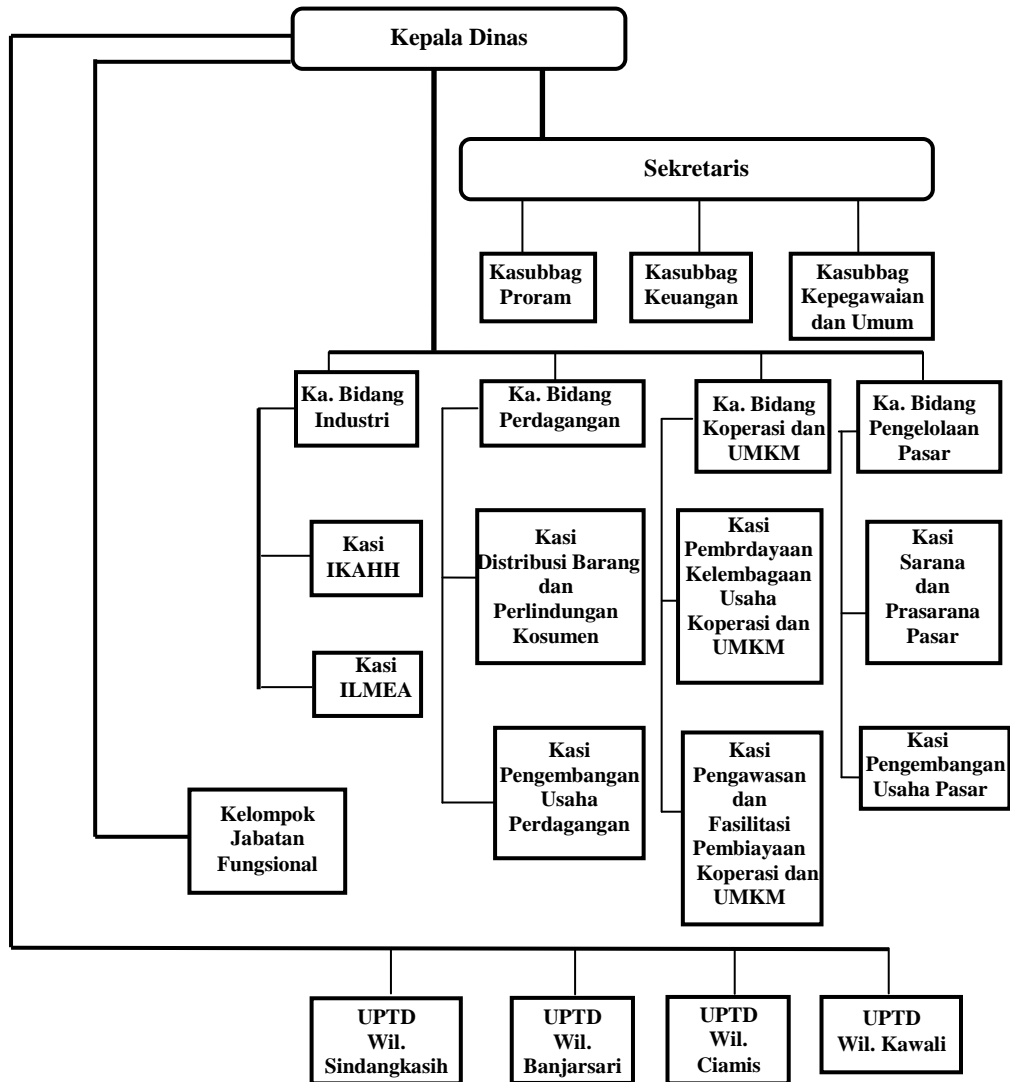 Kepala Dinas
Sekretaris
Kasubbag
Proram
Kasubbag
Keuangan
Kasubbag
Kepegawaian
dan Umum
Ka. Bidang
Industri
Ka. Bidang
Perdagangan
Ka. Bidang
Koperasi dan
UMKM
Ka. Bidang
Pengelolaan
Pasar
Kasi
IKAHH
Kasi
Distribusi Barang
dan
Perlindungan
Kosumen
Kasi
Pembrdayaan
Kelembagaan
Usaha
Koperasi dan
UMKM
Kasi
Sarana
dan
Prasarana
Pasar
Kasi
ILMEA
Kasi
Pengembangan
Usaha
Perdagangan
Kasi
Pengawasan
dan
Fasilitasi
Pembiayaan
Koperasi dan
UMKM
Kasi
Pengembangan
Usaha Pasar
Kelompok
Jabatan
Fungsional
UPTD
Wil.
Sindangkasih
UPTD
Wil.
Banjarsari
UPTD
Wil.
Ciamis
UPTD
Wil. Kawali